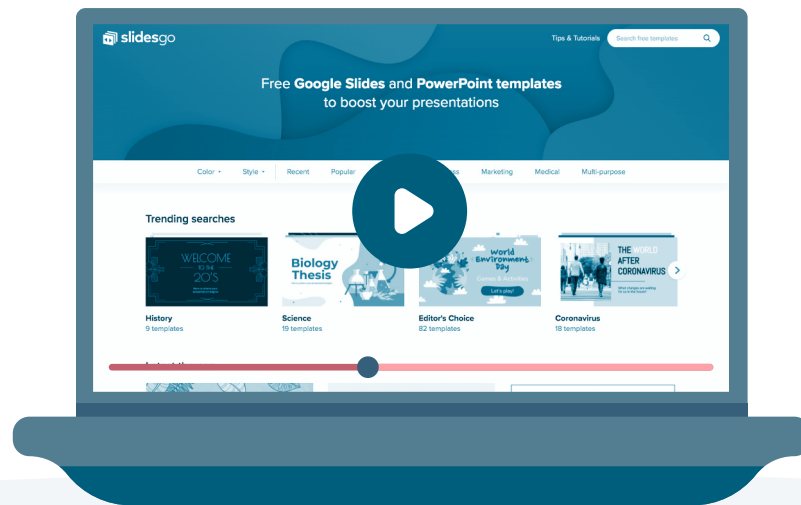 slidesgo
Tips & Tutorials
Search free templates
Free Google Slides and PowerPoint templates
to boost your presentations
Color
Style
Recent
Popular
Marketing
Medical
Multi-purpose
Trending searches
WELCOME
TO THE
20'S
Biology
Thesis
World
Environment
Day
Games & Activities
Let's play!
THE WORLD
AFTER
CORONAVIRUS
History
9 templates
Science
19 templates
Editor's Choice
82 templates
Coronavirus
18 templates